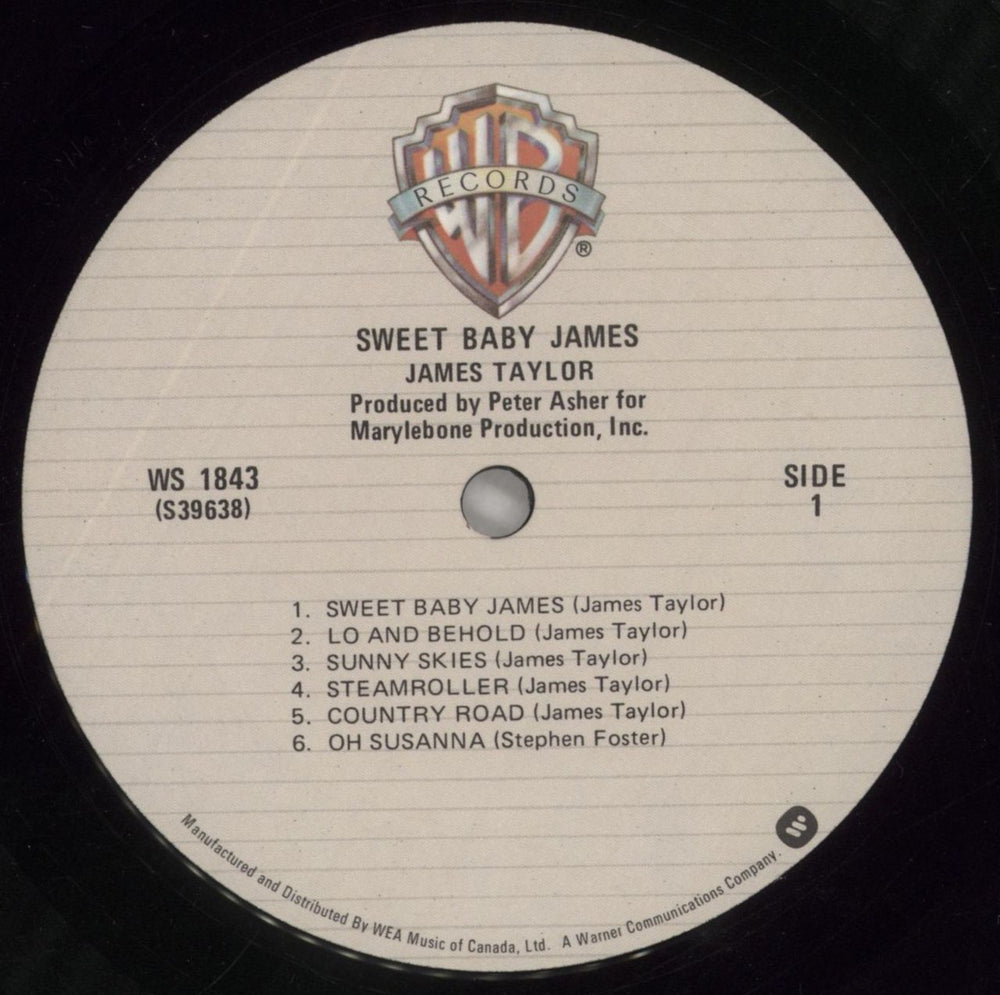 WB
RECORDS
®
SWEET BABY JAMES
JAMES TAYLOR
Produced by Peter Asher for
Marylebone Production, Inc.
WS 1843
(S39638)
SIDE
1
1. SWEET BABY JAMES (James Taylor)
2. LO AND BEHOLD (James Taylor)
3. SUNNY SKIES (James Taylor)
4. STEAMROLLER (James Taylor)
5. COUNTRY ROAD (James Taylor)
6. OH SUSANNA (Stephen Foster)
Manufactured and Distributed By WEA Music of Canada, Ltd. A Warner Communications Company.